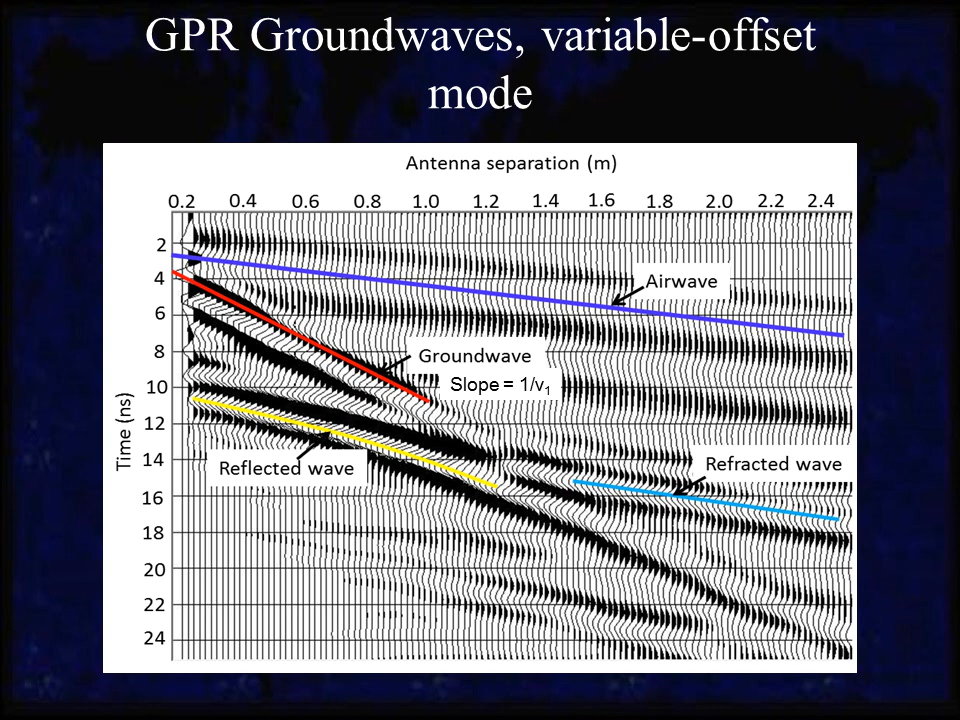 GPR Groundwaves, variable-offset
mode
Antenna separation (m)
0.2 0.4 0.6 0.8 1.0 1.2 1.4 1.6 1.8 2.0 2.2 2.4
Time (ns)
2
4
6
8
10
12
14
16
18
20
22
24
Airwave
Groundwave
Slope = 1/v₁
Reflected wave
Refracted wave